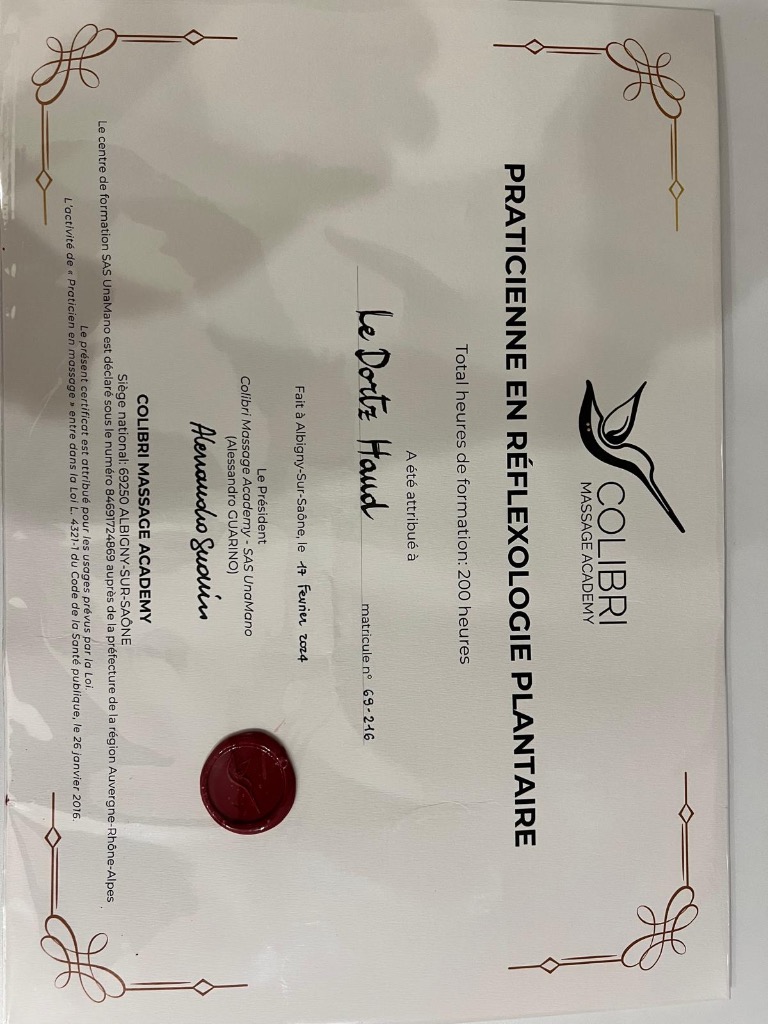 COLIBRI
MASSAGE ACADEMY
PRATICIENNE EN RÉFLEXOLOGIE PLANTAIRE
Total heures de formation: 200 heures
A été attribué à
Le Dortz Haud matricule n° 69-216
Fait à Albigny-Sur-Saône, le 17 Février 2024
Le Président
Colibri Massage Academy - SAS UnaMano
(Alessandro GUARINO)
COLIBRI MASSAGE ACADEMY
Siège national: 69250 ALBIGNY-SUR-SAÔNE
Le centre de formation SAS UnaMano est déclaré sous le numéro 84691724869 auprès de la préfecture de la région Auvergne-Rhône-Alpes .
Le présent certificat est attribué pour les usages prévus par la Loi.
L'activité de « Praticien en massage » entre dans la Loi L. 4321-1 du Code de la Santé publique, le 26 janvier 2016.